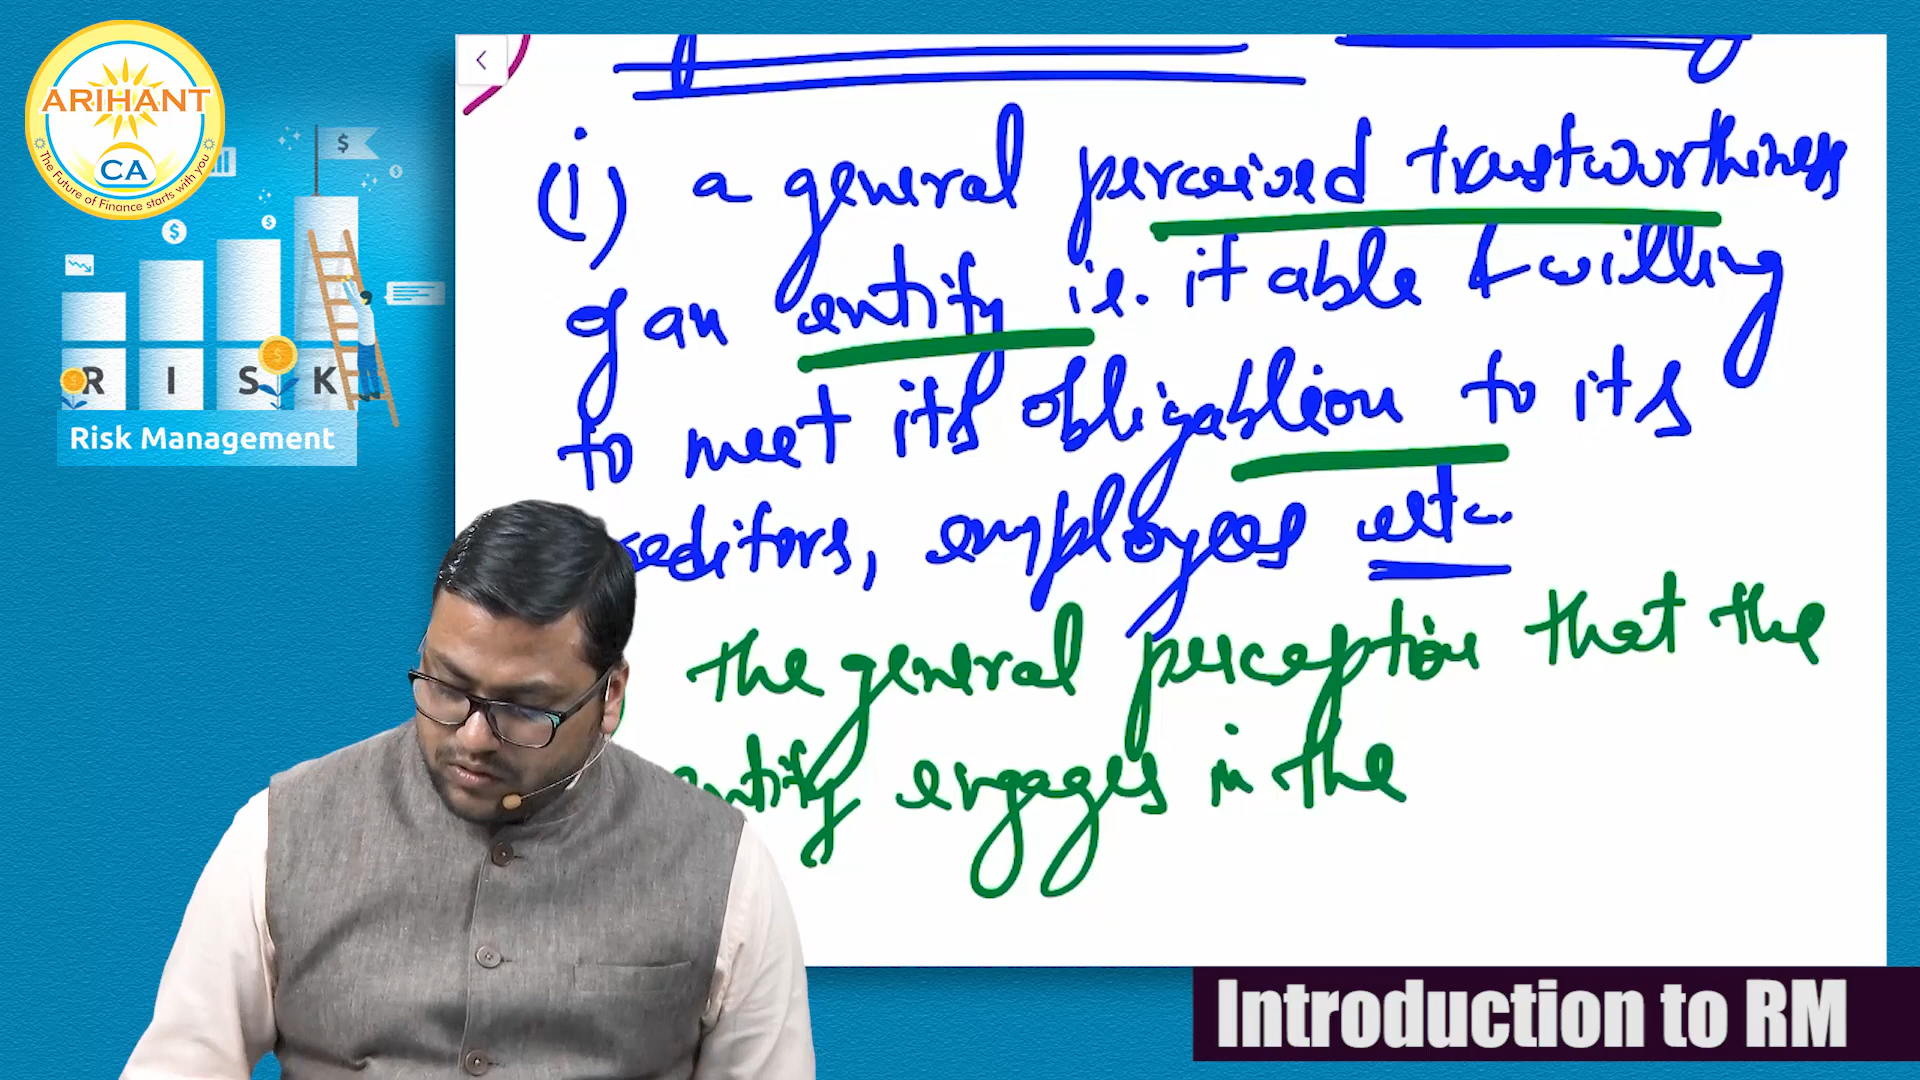 ARIHANT
CA
The Future of Finance starts with you
$
$
$
$
$
R I S K
Risk Management
(i) a general perceived trustworthiness
of an entity i.e. it able & willing
to meet its obligation to its
editors, employees etc.
the general perception that the
ntity engages in the
Introduction to RM